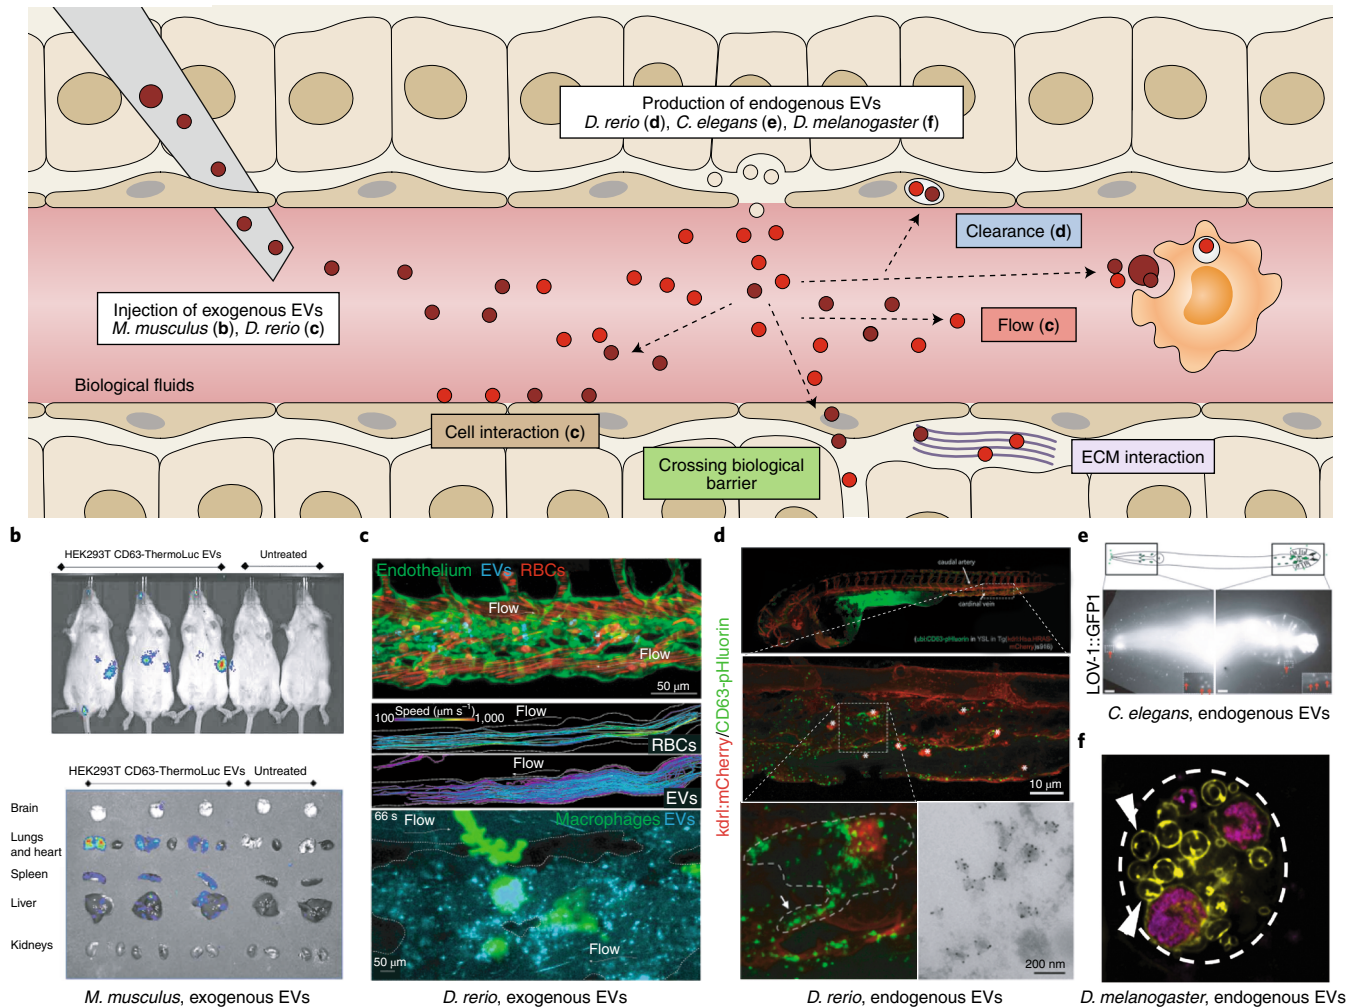 Production of endogenous EVs
D. rerio (d), C. elegans (e), D. melanogaster (f)
Clearance (d)
Injection of exogenous EVs
M. musculus (b), D. rerio (c)
Flow (c)
Biological fluids
Cell interaction (c)
Crossing biological
barrier
ECM interaction
b
HEK293T CD63-ThermoLuc EVs
Untreated
HEK293T CD63-ThermoLuc EVs
Untreated
Brain
Lungs
and heart
Spleen
Liver
Kidneys
M. musculus, exogenous EVs
c
Endothelium EVs RBCs
Flow
Flow
50 μm
Speed (μm s⁻¹)
100
1,000
Flow
RBCs
Flow
EVs
66 s
Flow
Macrophages EVs
Flow
50 μm
D. rerio, exogenous EVs
d
kdrl:mCherry/CD63-pHluorin
caudal artery
cardinal vein
10 μm
200 nm
D. rerio, endogenous EVs
e
LOV-1::GFP1
C. elegans, endogenous EVs
f
D. melanogaster, endogenous EVs